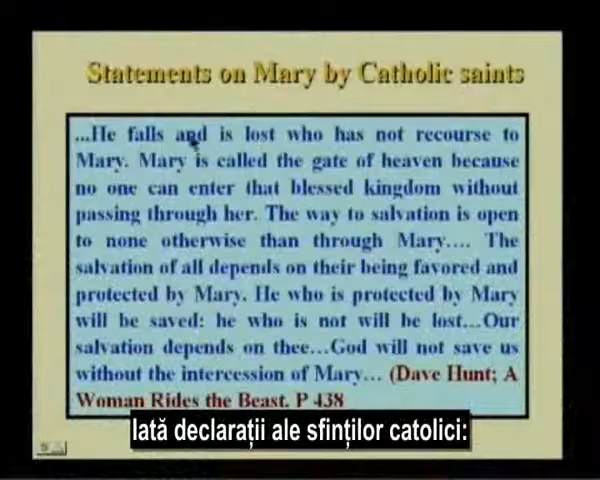 Statements on Mary by Catholic saints
...He falls and is lost who has not recourse to
Mary. Mary is called the gate of heaven because
no one can enter that blessed kingdom without
passing through her. The way to salvation is open
to none otherwise than through Mary.... The
salvation of all depends on their being favored and
protected by Mary. He who is protected by Mary
will be saved: he who is not will be lost...Our
salvation depends on thee...God will not save us
without the intercession of Mary... (Dave Hunt; A
Woman Rides the Beast. P 438
Iată declarații ale sfinților catolici: